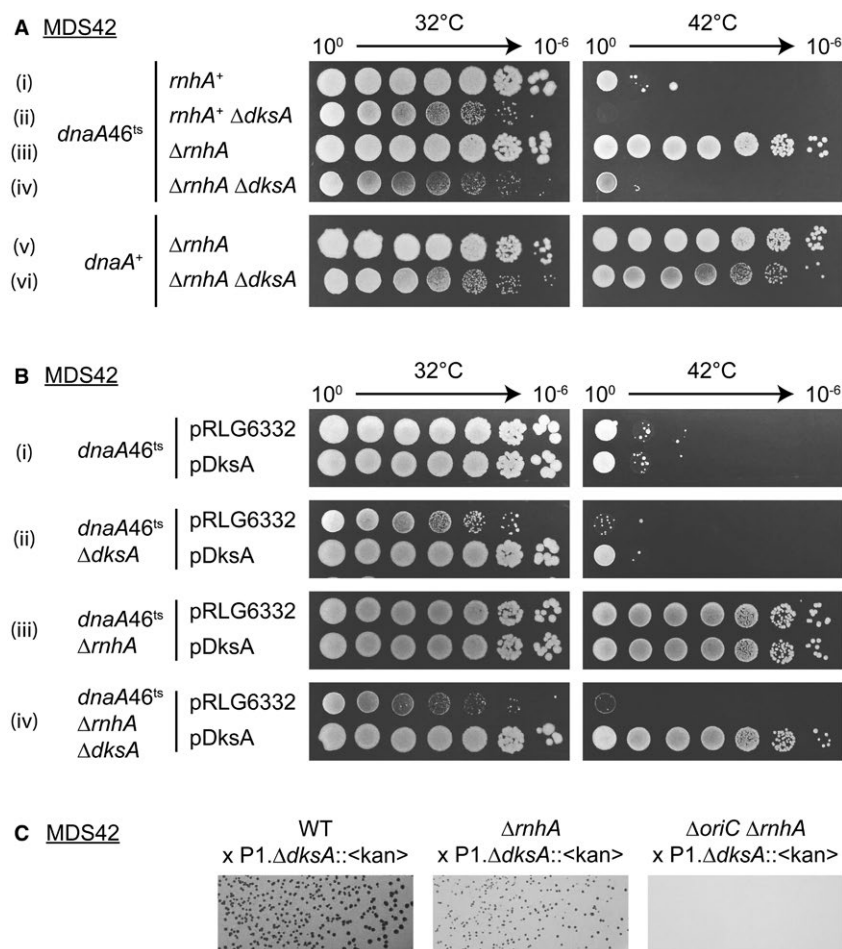 A MDS42
32°C
42°C
10⁰ 10⁻⁶ 10⁰ 10⁻⁶
(i) rnhA⁺
(ii) rnhA⁺ ΔdksA
dnaA46ᵗˢ
(iii) ΔrnhA
(iv) ΔrnhA ΔdksA
(v) ΔrnhA
dnaA⁺
(vi) ΔrnhA ΔdksA
B MDS42
32°C
42°C
10⁰ 10⁻⁶ 10⁰ 10⁻⁶
pRLG6332
(i) dnaA46ᵗˢ
pDksA
(ii) dnaA46ᵗˢ pRLG6332
ΔdksA pDksA
(iii) dnaA46ᵗˢ pRLG6332
ΔrnhA pDksA
dnaA46ᵗˢ pRLG6332
(iv) ΔrnhA
ΔdksA pDksA
C MDS42
WT
x P1.ΔdksA::<kan>
ΔrnhA
x P1.ΔdksA::<kan>
ΔoriC ΔrnhA
x P1.ΔdksA::<kan>